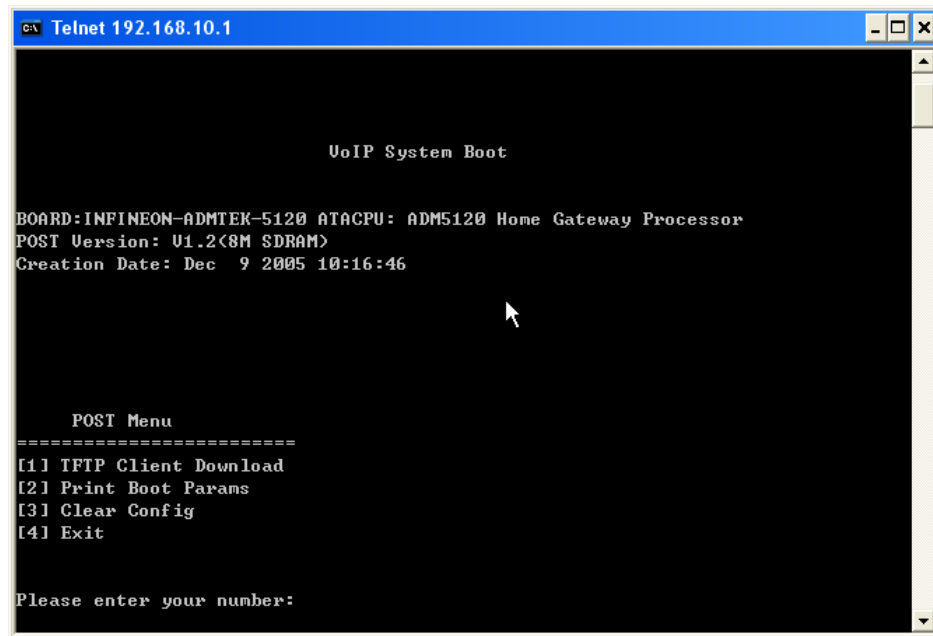 Telnet 192.168.10.1
VoIP System Boot
BOARD:INFINEON-ADMTEK-5120 ATACPU: ADM5120 Home Gateway Processor
POST Version: V1.2(8M SDRAM)
Creation Date: Dec  9 2005 10:16:46
POST Menu
=========================
[1] TFTP Client Download
[2] Print Boot Params
[3] Clear Config
[4] Exit
Please enter your number: